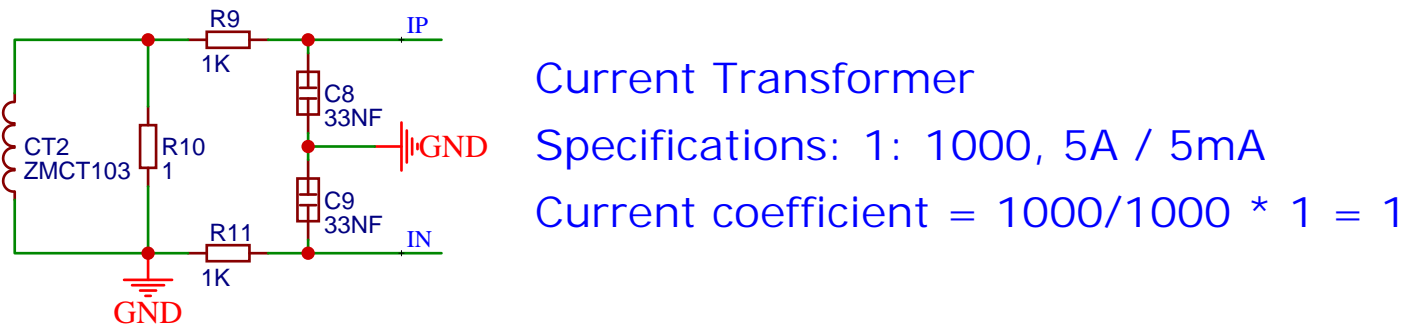 R9
1K
IP
C8
33NF
CT2
ZMCT103
R10
1
GND
C9
33NF
R11
1K
IN
GND
Current Transformer
Specifications: 1: 1000, 5A / 5mA
Current coefficient = 1000/1000 * 1 = 1